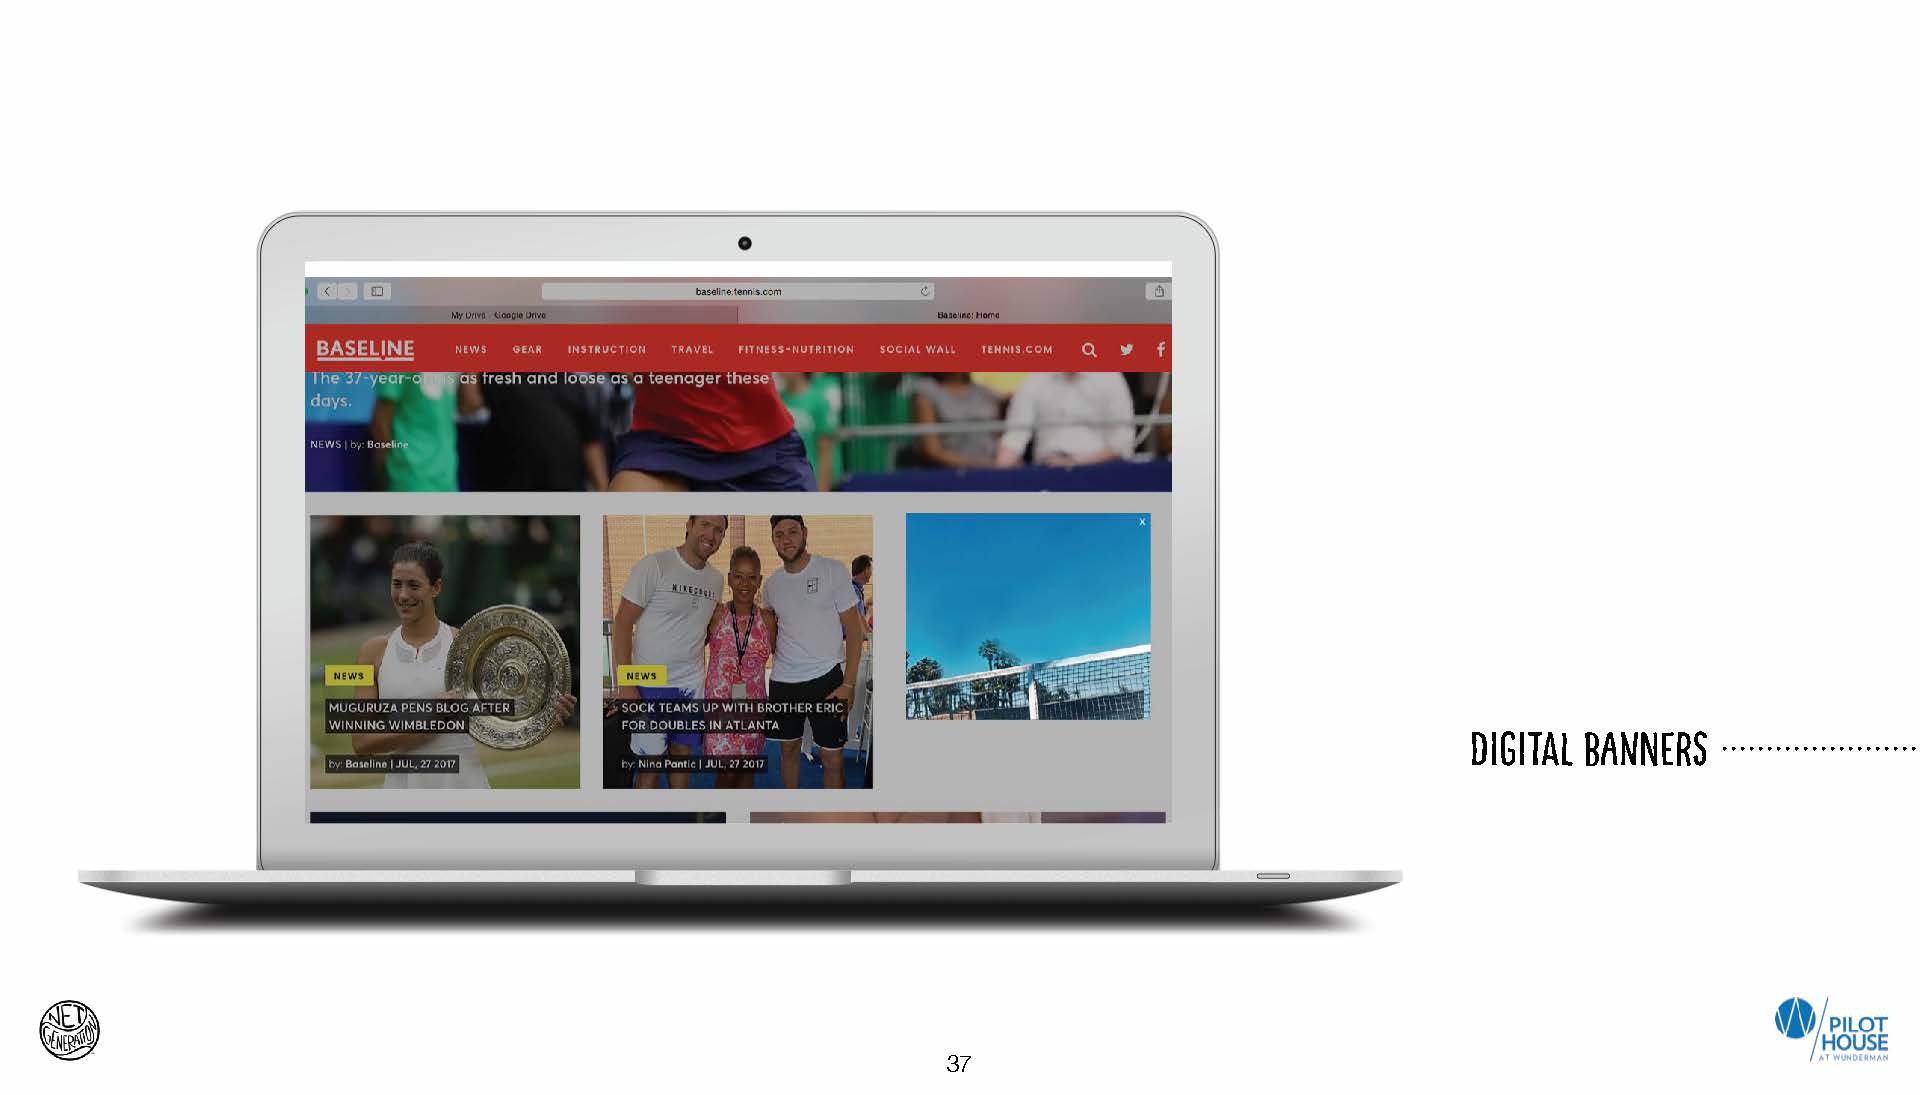 baseline.tennis.com
My Drive - Google Drive
Baseline: Home
BASELINE
NEWS GEAR INSTRUCTION TRAVEL FITNESS+NUTRITION SOCIAL WALL TENNIS.COM
The 37-year-old is as fresh and loose as a teenager these
days.
NEWS | by: Baseline
NEWS
MUGURUZA PENS BLOG AFTER
WINNING WIMBLEDON
by: Baseline | JUL, 27 2017
NIKECOURT
NEWS
SOCK TEAMS UP WITH BROTHER ERIC
FOR DOUBLES IN ATLANTA
by: Nina Pantic | JUL, 27 2017
X
DIGITAL BANNERS
NET
GENERATION
37
PILOT
HOUSE
AT WUNDERMAN